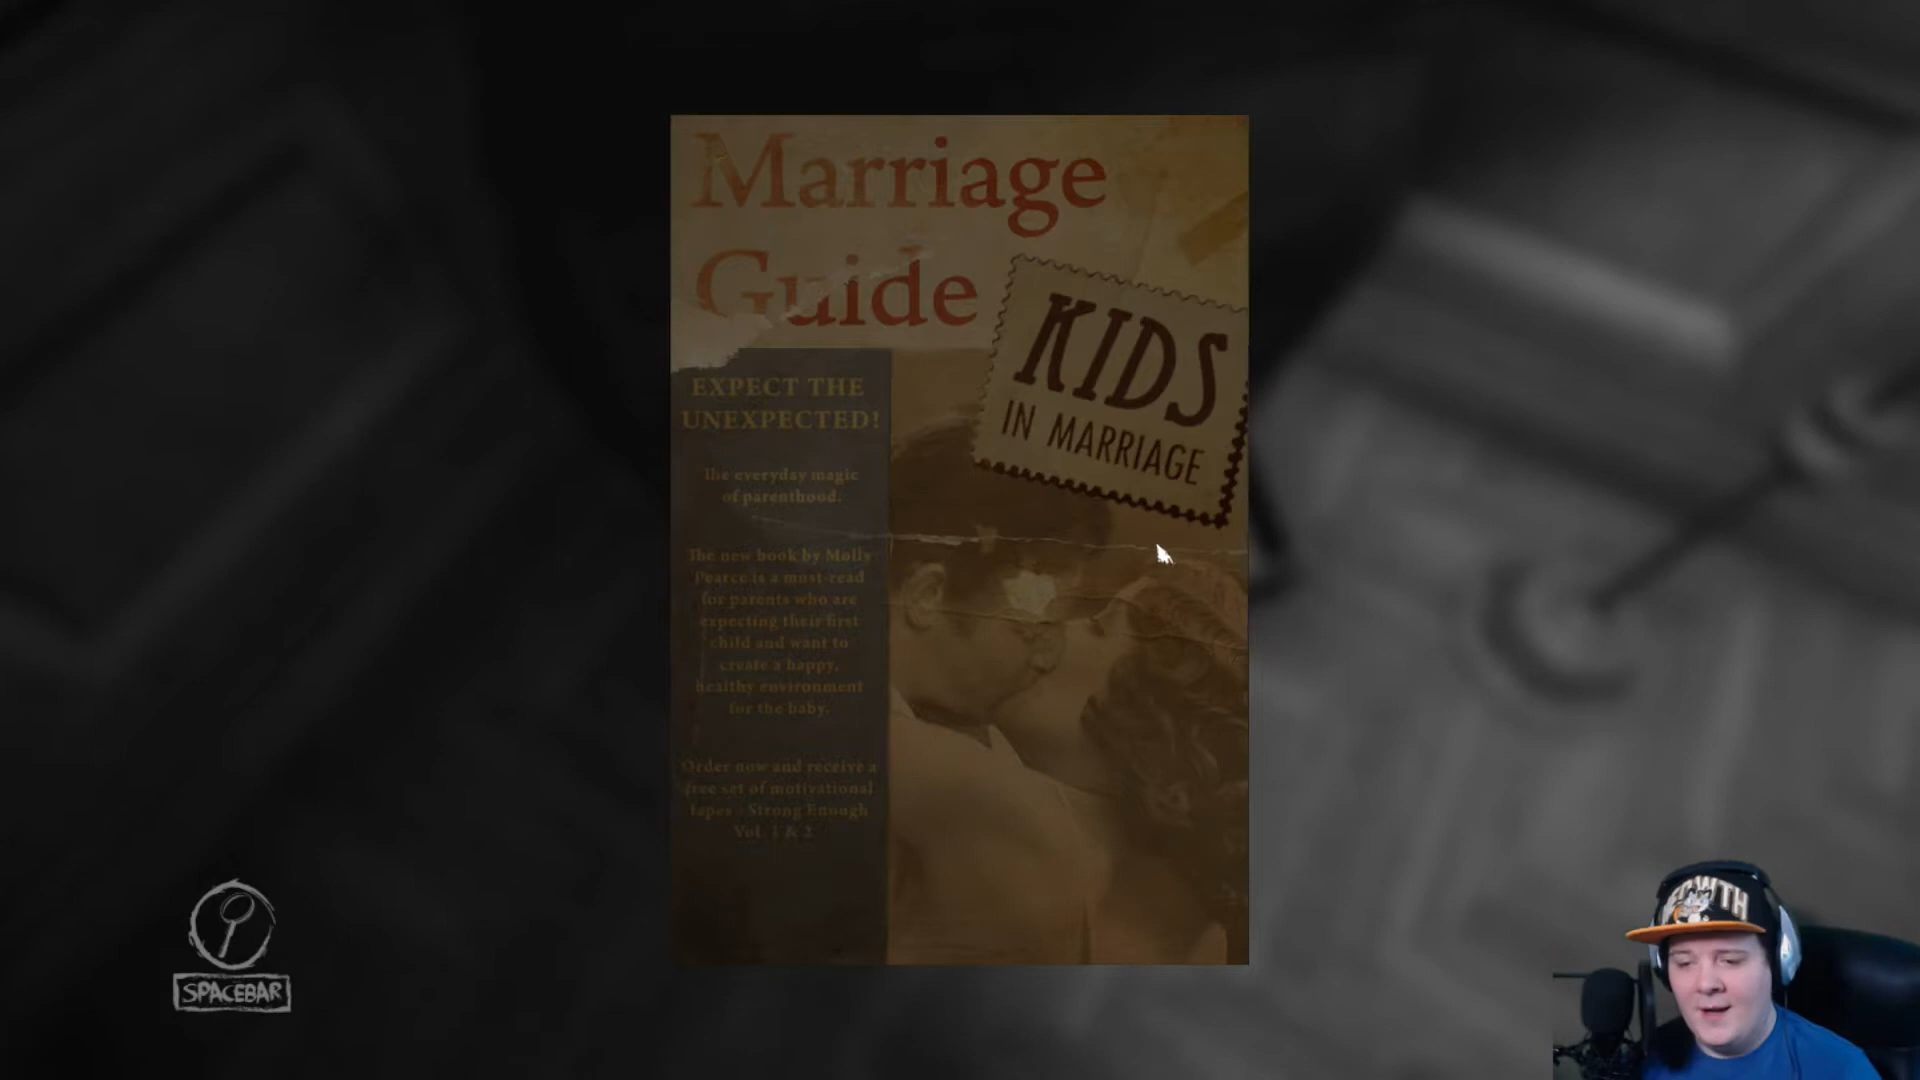 Marriage
Guide
KIDS
IN MARRIAGE
EXPECT THE
UNEXPECTED!
The everyday magic
of parenthood.
The new book by Molly
Pearce is a must-read
for parents who are
expecting their first
child and want to
create a happy,
healthy environment
for the baby.
Order now and receive a
free set of motivational
tapes - Strong Enough
Vol. 1 & 2
SPACEBAR